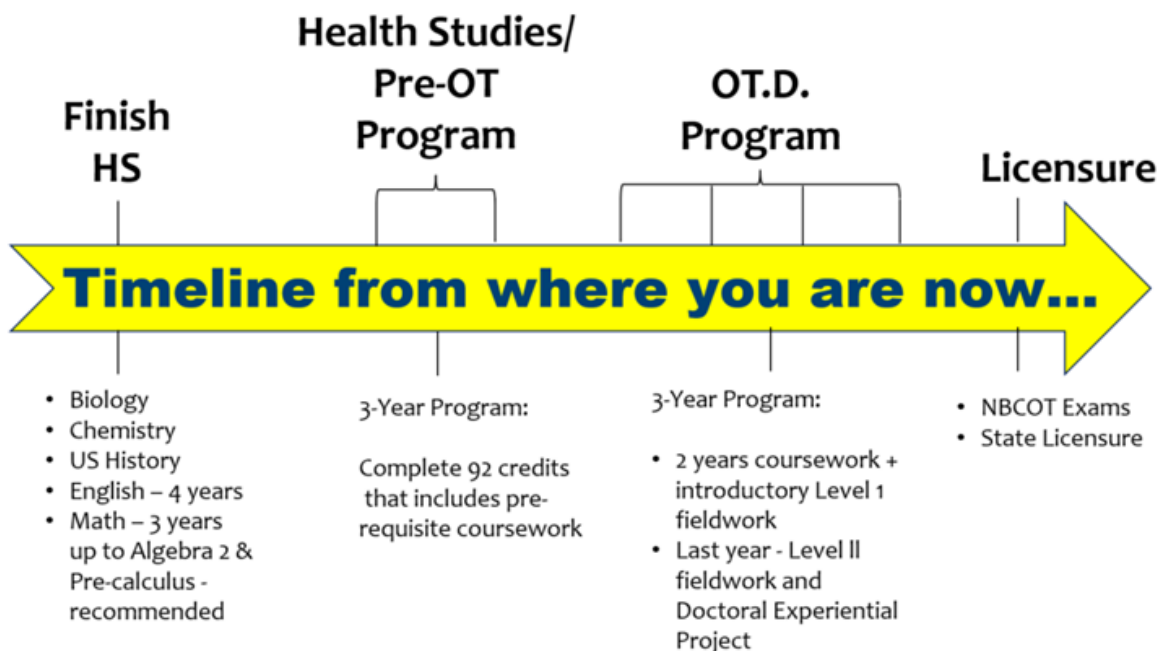 Finish
HS
Health Studies/
Pre-OT
Program
OT.D.
Program
Licensure
Timeline from where you are now...
• Biology
• Chemistry
• US History
• English – 4 years
• Math – 3 years
up to Algebra 2 &
Pre-calculus -
recommended
3-Year Program:
Complete 92 credits
that includes pre-
requisite coursework
3-Year Program:
• 2 years coursework +
introductory Level 1
fieldwork
• Last year - Level ll
fieldwork and
Doctoral Experiential
Project
• NBCOT Exams
• State Licensure